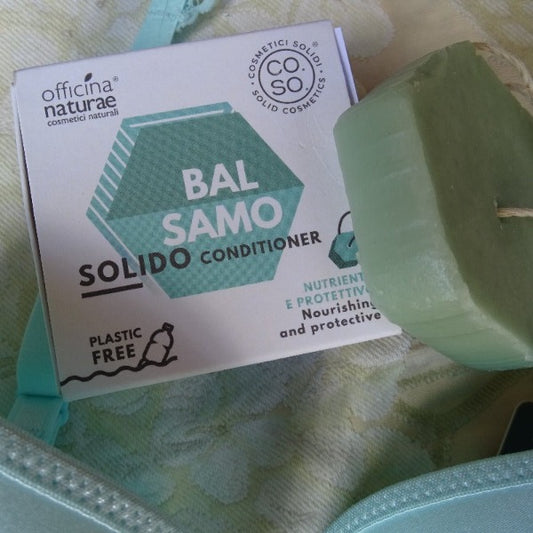 officina®
naturae
cosmetici naturali
COSMETICI SOLIDI®
CO.
SO.
SOLID COSMETICS
BAL
SAMO
SOLIDO CONDITIONER
NUTRIENT
E PROTETTIVO
Nourishing
and protective
PLASTIC
FREE